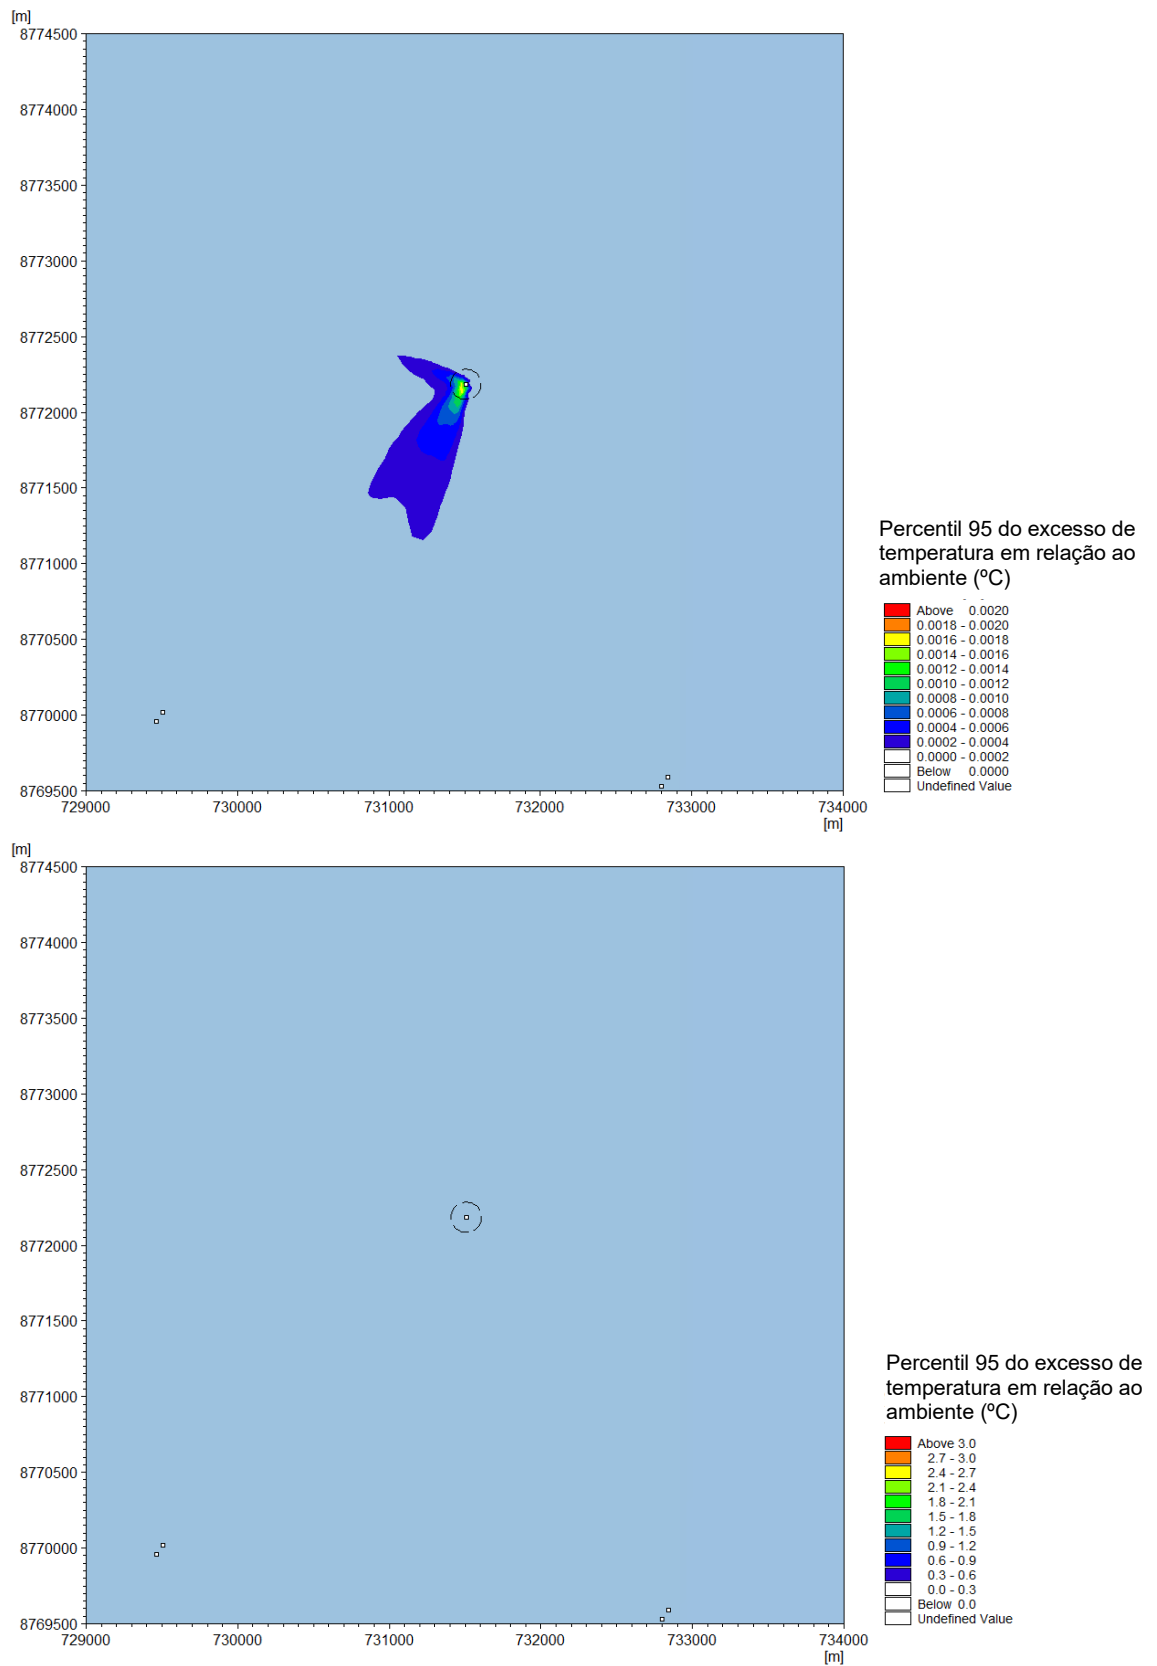 [m]
8774500
8774000
8773500
8773000
8772500
8772000
8771500
8771000
8770500
8770000
8769500
729000 730000 731000 732000 733000 734000
[m]
Percentil 95 do excesso de
temperatura em relação ao
ambiente (ºC)
Above 0.0020
0.0018 - 0.0020
0.0016 - 0.0018
0.0014 - 0.0016
0.0012 - 0.0014
0.0010 - 0.0012
0.0008 - 0.0010
0.0006 - 0.0008
0.0004 - 0.0006
0.0002 - 0.0004
0.0000 - 0.0002
Below 0.0000
Undefined Value
[m]
8774500
8774000
8773500
8773000
8772500
8772000
8771500
8771000
8770500
8770000
8769500
729000 730000 731000 732000 733000 734000
[m]
Percentil 95 do excesso de
temperatura em relação ao
ambiente (ºC)
Above 3.0
2.7 - 3.0
2.4 - 2.7
2.1 - 2.4
1.8 - 2.1
1.5 - 1.8
1.2 - 1.5
0.9 - 1.2
0.6 - 0.9
0.3 - 0.6
0.0 - 0.3
Below 0.0
Undefined Value